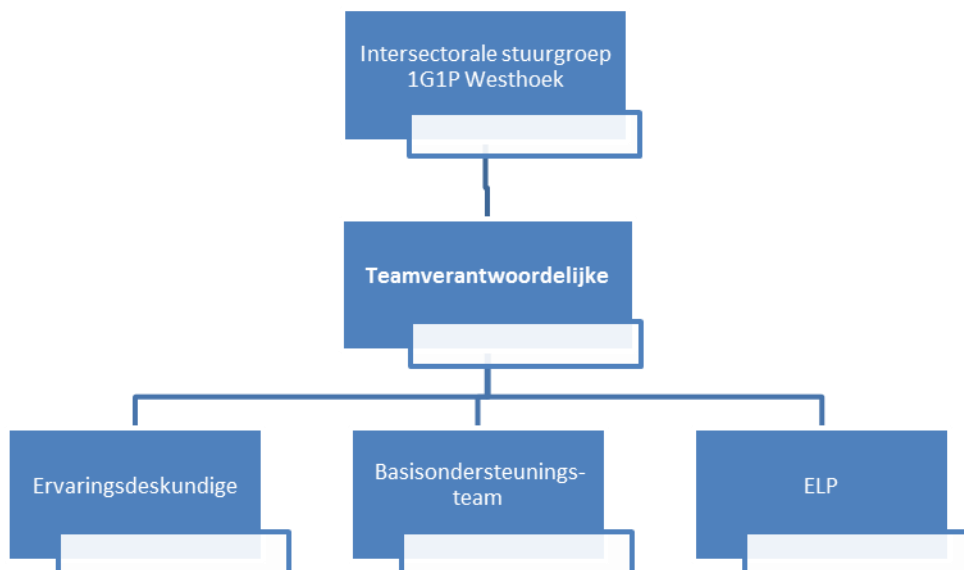 Intersectorale stuurgroep
1G1P Westhoek
Teamverantwoordelijke
Ervaringsdeskundige
Basisondersteunings-
team
ELP